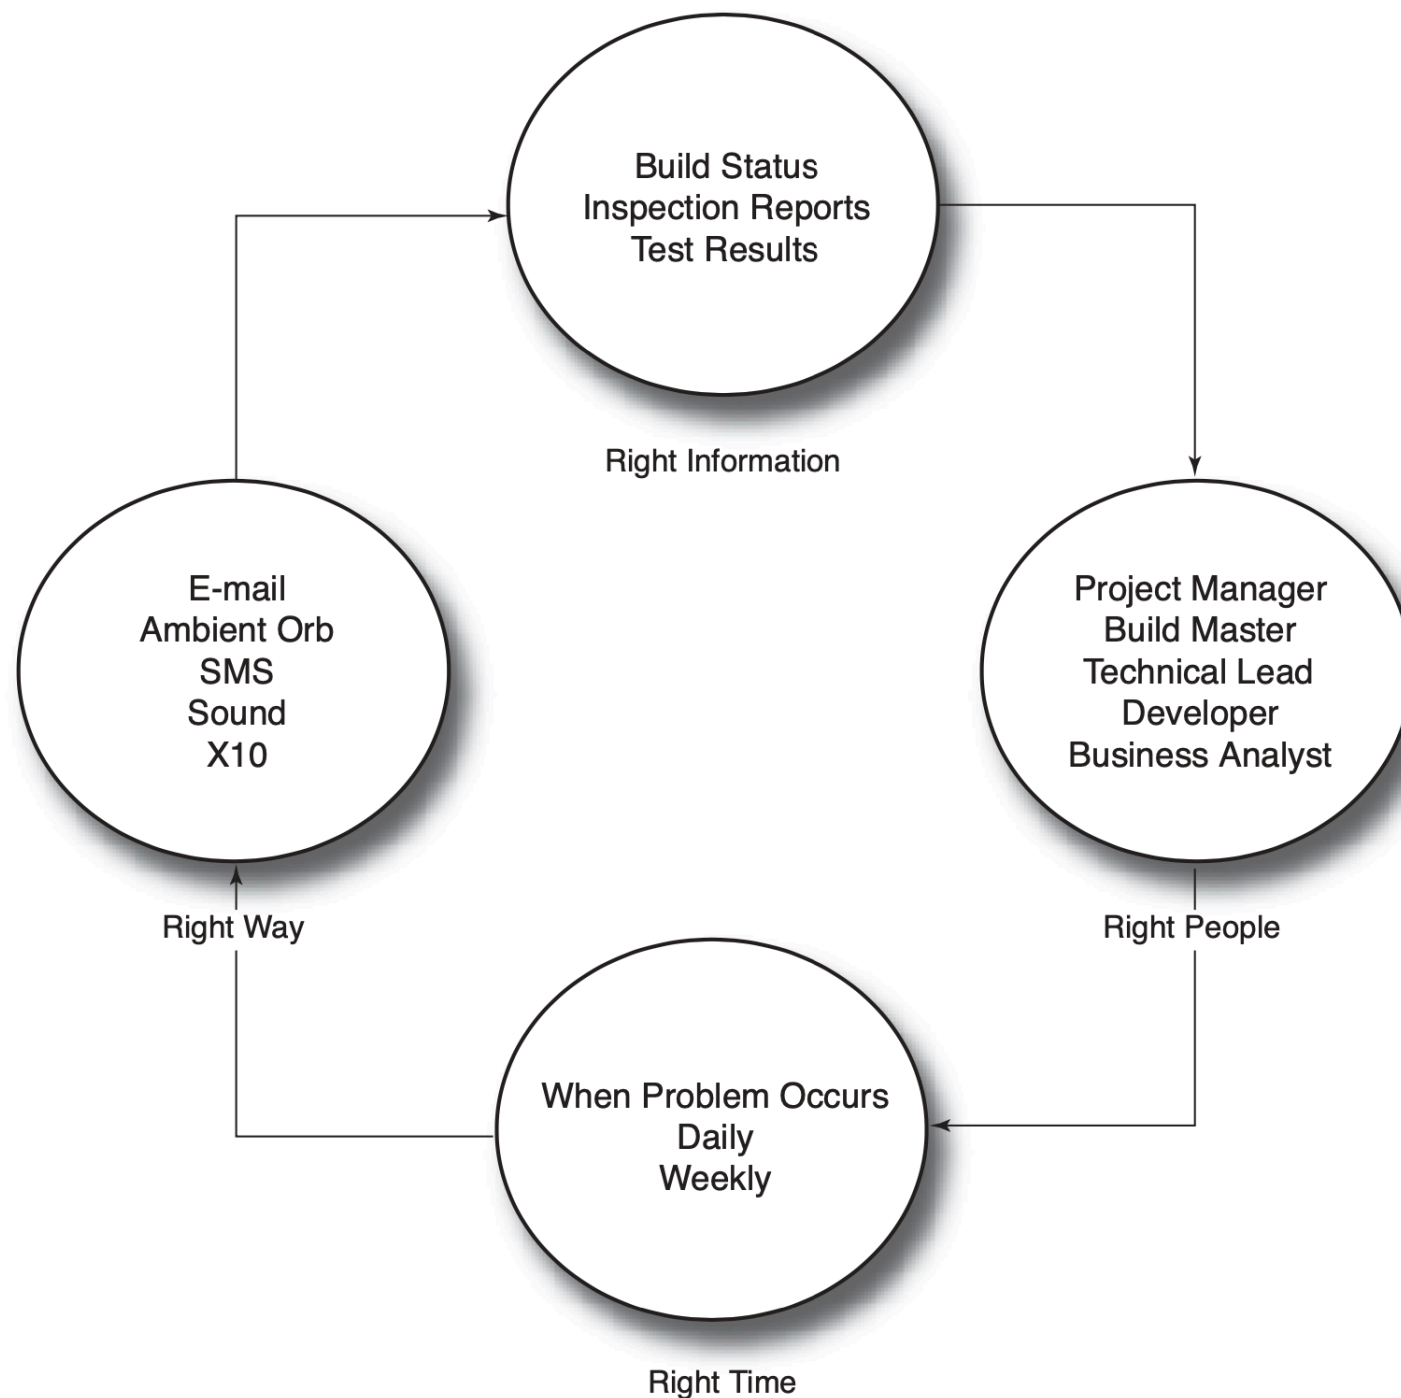 Build Status
Inspection Reports
Test Results
Right Information
E-mail
Ambient Orb
SMS
Sound
X10
Right Way
Project Manager
Build Master
Technical Lead
Developer
Business Analyst
Right People
When Problem Occurs
Daily
Weekly
Right Time